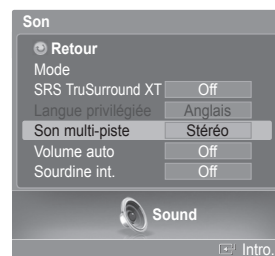 Son
Retour
Mode
SRS TruSurround XT Off
Langue privilégiée Anglais
Son multi-piste Stéréo
Volume auto Off
Sourdine int. Off
Sound
Intro.